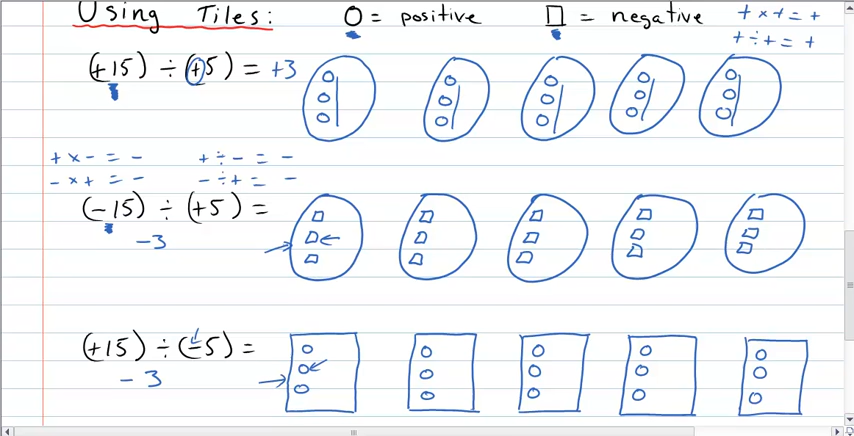 Using Tiles: O = positive □ = negative + × + = +
+ ÷ + = +
(+15) ÷ (+5) = +3
+ × - = - + ÷ - = -
- × + = - - ÷ + = -
(-15) ÷ (+5) =
-3
(+15) ÷ (-5) =
-3